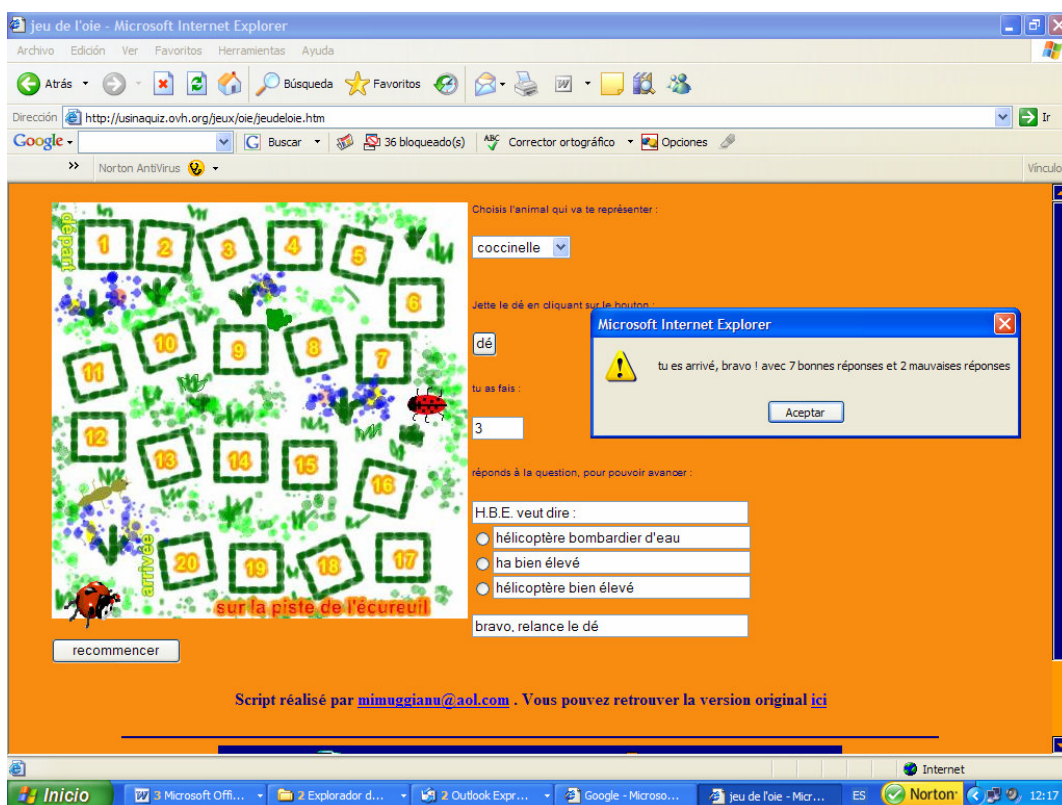 jeu de l'oie - Microsoft Internet Explorer
Archivo Edición Ver Favoritos Herramientas Ayuda
Atrás Búsqueda Favoritos
Dirección http://usinaquiz.ovh.org/jeux/oie/jeudeloie.htm Ir
Google Buscar 36 bloqueado(s) ABC Corrector ortográfico Opciones
>> Norton AntiVirus Vínculo
départ
1 2 3 4 5
6
11 10 9 8 7
12
13 14 15 16
20 19 18 17
arrivée
sur la piste de l'écureuil
recommencer
Choisis l'animal qui va te représenter :
coccinelle
Jette le dé en cliquant sur le bouton :
dé
tu as fais :
3
réponds à la question, pour pouvoir avancer :
H.B.E. veut dire :
hélicoptère bombardier d'eau
ha bien élevé
hélicoptère bien élevé
bravo, relance le dé
Microsoft Internet Explorer
tu es arrivé, bravo ! avec 7 bonnes réponses et 2 mauvaises réponses
Aceptar
Script réalisé par mimuggianu@aol.com . Vous pouvez retrouver la version original ici
Internet
Inicio 3 Microsoft Offi... 2 Explorador d... 2 Outlook Expr... Google - Microso... jeu de l'oie - Micr... ES Norton 12:17